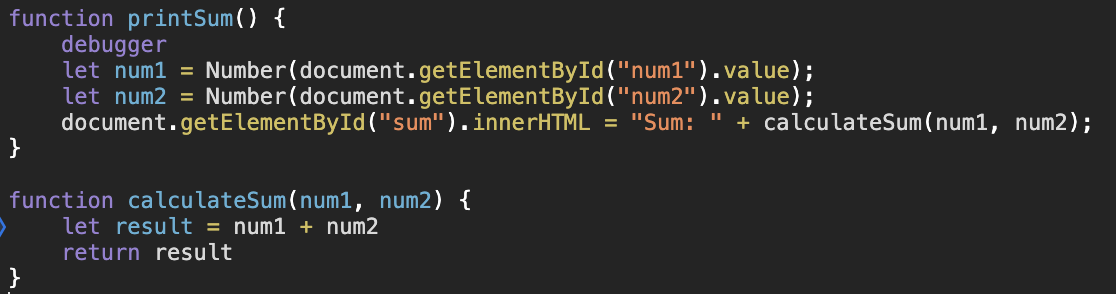 function printSum() {
    debugger
    let num1 = Number(document.getElementById("num1").value);
    let num2 = Number(document.getElementById("num2").value);
    document.getElementById("sum").innerHTML = "Sum: " + calculateSum(num1, num2);
}

function calculateSum(num1, num2) {
    let result = num1 + num2
    return result
}